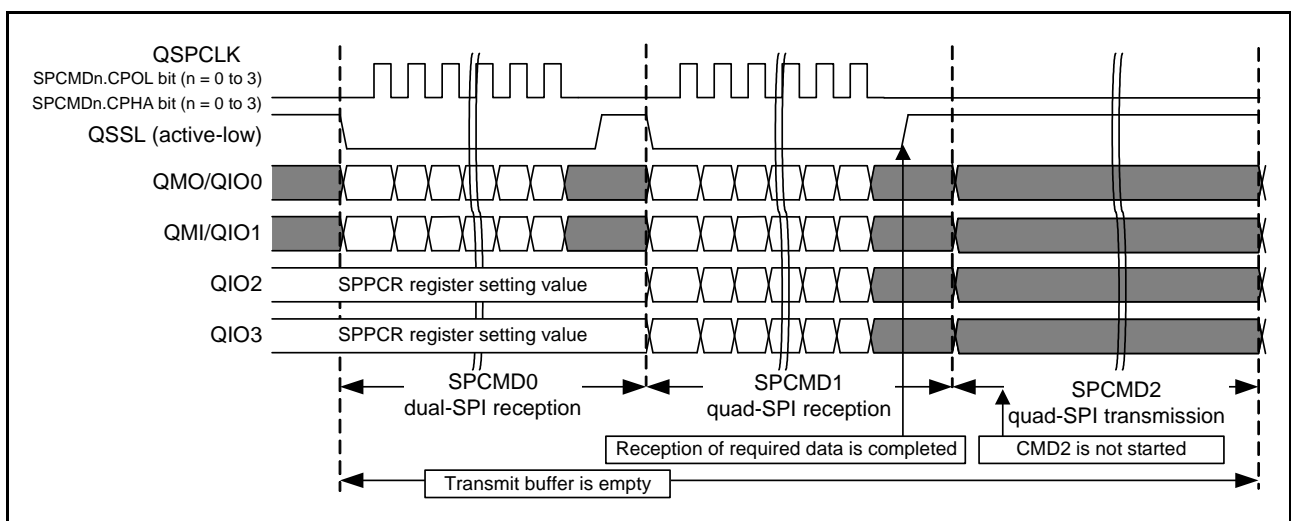 QSPCLK
SPCMDn.CPOL bit (n = 0 to 3)
SPCMDn.CPHA bit (n = 0 to 3)
QSSL (active-low)
QMO/QIO0
QMI/QIO1
QIO2
SPPCR register setting value
QIO3
SPPCR register setting value
SPCMD0
dual-SPI reception
SPCMD1
quad-SPI reception
SPCMD2
quad-SPI transmission
Reception of required data is completed
CMD2 is not started
Transmit buffer is empty